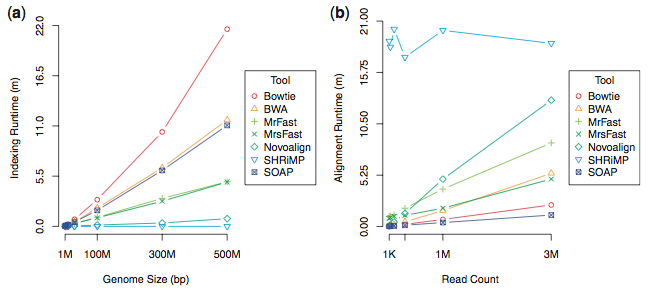 (a)
Indexing Runtime (m)
22.0
16.5
11.0
5.5
0.0
1M
100M
300M
500M
Genome Size (bp)
Tool
Bowtie
BWA
MrFast
MrsFast
Novoalign
SHRiMP
SOAP
(b)
Alignment Runtime (m)
21.00
15.75
10.50
5.25
0.00
1K
1M
3M
Read Count
Tool
Bowtie
BWA
MrFast
MrsFast
Novoalign
SHRiMP
SOAP